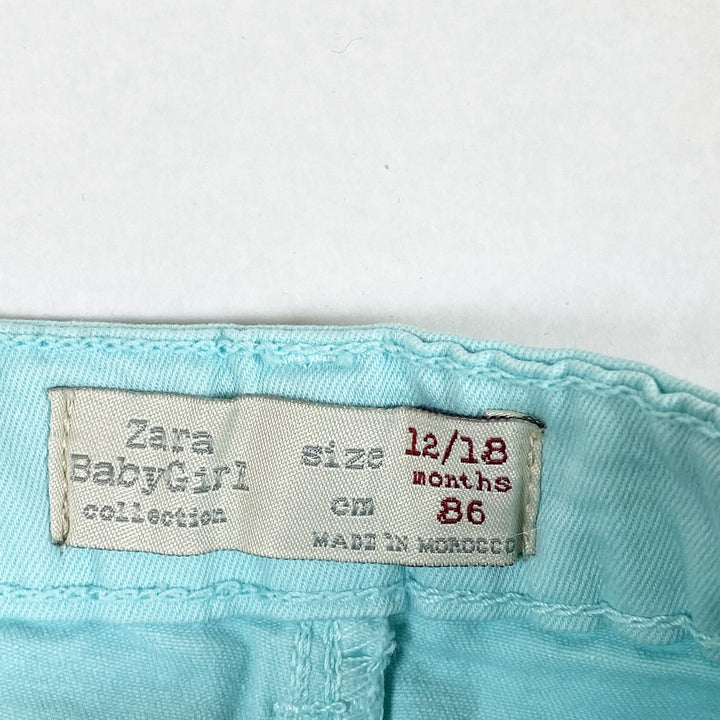 Zara
BabyGirl
collection
size 12/18
months
cm 86
MADE IN MOROCCO